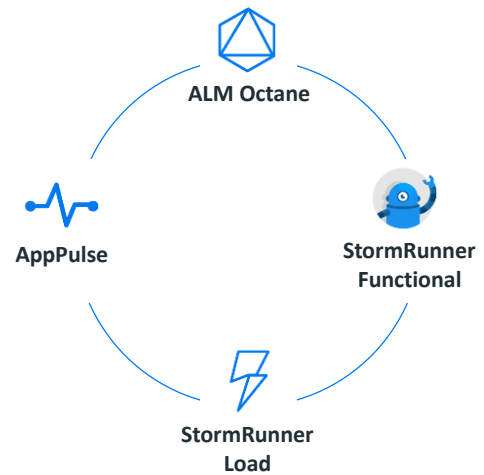 ALM Octane
AppPulse
StormRunner
Functional
StormRunner
Load